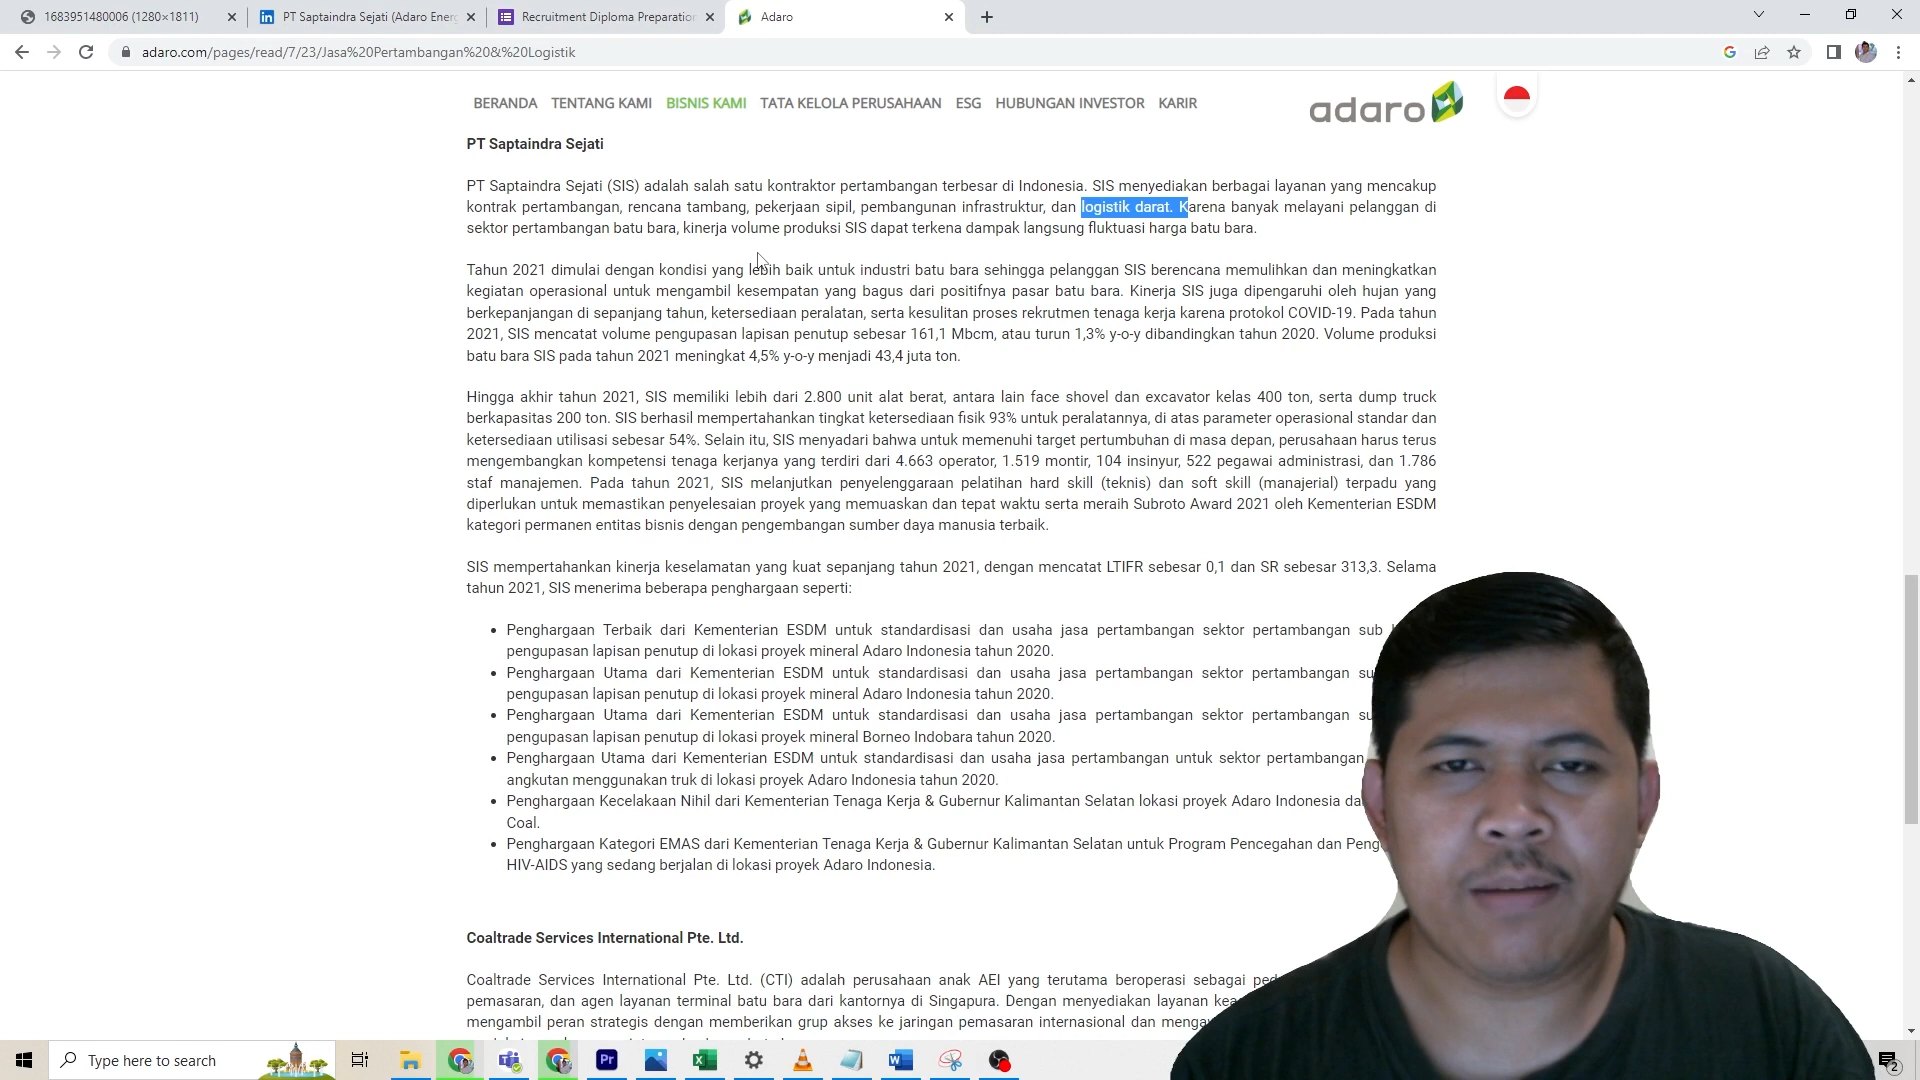 1683951480006 (1280×1811)
PT Saptaindra Sejati (Adaro Energ
Recruitment Diploma Preparation
Adaro
adaro.com/pages/read/7/23/Jasa%20Pertambangan%20&%20Logistik
BERANDA TENTANG KAMI BISNIS KAMI TATA KELOLA PERUSAHAAN ESG HUBUNGAN INVESTOR KARIR
adaro
PT Saptaindra Sejati
PT Saptaindra Sejati (SIS) adalah salah satu kontraktor pertambangan terbesar di Indonesia. SIS menyediakan berbagai layanan yang mencakup
kontrak pertambangan, rencana tambang, pekerjaan sipil, pembangunan infrastruktur, dan logistik darat. Karena banyak melayani pelanggan di
sektor pertambangan batu bara, kinerja volume produksi SIS dapat terkena dampak langsung fluktuasi harga batu bara.
Tahun 2021 dimulai dengan kondisi yang lebih baik untuk industri batu bara sehingga pelanggan SIS berencana memulihkan dan meningkatkan
kegiatan operasional untuk mengambil kesempatan yang bagus dari positifnya pasar batu bara. Kinerja SIS juga dipengaruhi oleh hujan yang
berkepanjangan di sepanjang tahun, ketersediaan peralatan, serta kesulitan proses rekrutmen tenaga kerja karena protokol COVID-19. Pada tahun
2021, SIS mencatat volume pengupasan lapisan penutup sebesar 161,1 Mbcm, atau turun 1,3% y-o-y dibandingkan tahun 2020. Volume produksi
batu bara SIS pada tahun 2021 meningkat 4,5% y-o-y menjadi 43,4 juta ton.
Hingga akhir tahun 2021, SIS memiliki lebih dari 2.800 unit alat berat, antara lain face shovel dan excavator kelas 400 ton, serta dump truck
berkapasitas 200 ton. SIS berhasil mempertahankan tingkat ketersediaan fisik 93% untuk peralatannya, di atas parameter operasional standar dan
ketersediaan utilisasi sebesar 54%. Selain itu, SIS menyadari bahwa untuk memenuhi target pertumbuhan di masa depan, perusahaan harus terus
mengembangkan kompetensi tenaga kerjanya yang terdiri dari 4.663 operator, 1.519 montir, 104 insinyur, 522 pegawai administrasi, dan 1.786
staf manajemen. Pada tahun 2021, SIS melanjutkan penyelenggaraan pelatihan hard skill (teknis) dan soft skill (manajerial) terpadu yang
diperlukan untuk memastikan penyelesaian proyek yang memuaskan dan tepat waktu serta meraih Subroto Award 2021 oleh Kementerian ESDM
kategori permanen entitas bisnis dengan pengembangan sumber daya manusia terbaik.
SIS mempertahankan kinerja keselamatan yang kuat sepanjang tahun 2021, dengan mencatat LTIFR sebesar 0,1 dan SR sebesar 313,3. Selama
tahun 2021, SIS menerima beberapa penghargaan seperti:
• Penghargaan Terbaik dari Kementerian ESDM untuk standardisasi dan usaha jasa pertambangan sektor pertambangan sub
pengupasan lapisan penutup di lokasi proyek mineral Adaro Indonesia tahun 2020.
• Penghargaan Utama dari Kementerian ESDM untuk standardisasi dan usaha jasa pertambangan sektor pertambangan su
pengupasan lapisan penutup di lokasi proyek mineral Adaro Indonesia tahun 2020.
• Penghargaan Utama dari Kementerian ESDM untuk standardisasi dan usaha jasa pertambangan sektor pertambangan su
pengupasan lapisan penutup di lokasi proyek mineral Borneo Indobara tahun 2020.
• Penghargaan Utama dari Kementerian ESDM untuk standardisasi dan usaha jasa pertambangan untuk sektor pertambangan
angkutan menggunakan truk di lokasi proyek Adaro Indonesia tahun 2020.
• Penghargaan Kecelakaan Nihil dari Kementerian Tenaga Kerja & Gubernur Kalimantan Selatan lokasi proyek Adaro Indonesia da
Coal.
• Penghargaan Kategori EMAS dari Kementerian Tenaga Kerja & Gubernur Kalimantan Selatan untuk Program Pencegahan dan Peng
HIV-AIDS yang sedang berjalan di lokasi proyek Adaro Indonesia.
Coaltrade Services International Pte. Ltd.
Coaltrade Services International Pte. Ltd. (CTI) adalah perusahaan anak AEI yang terutama beroperasi sebagai ped
pemasaran, dan agen layanan terminal batu bara dari kantornya di Singapura. Dengan menyediakan layanan kea
mengambil peran strategis dengan memberikan grup akses ke jaringan pemasaran internasional dan menga
Type here to search
Pr
2